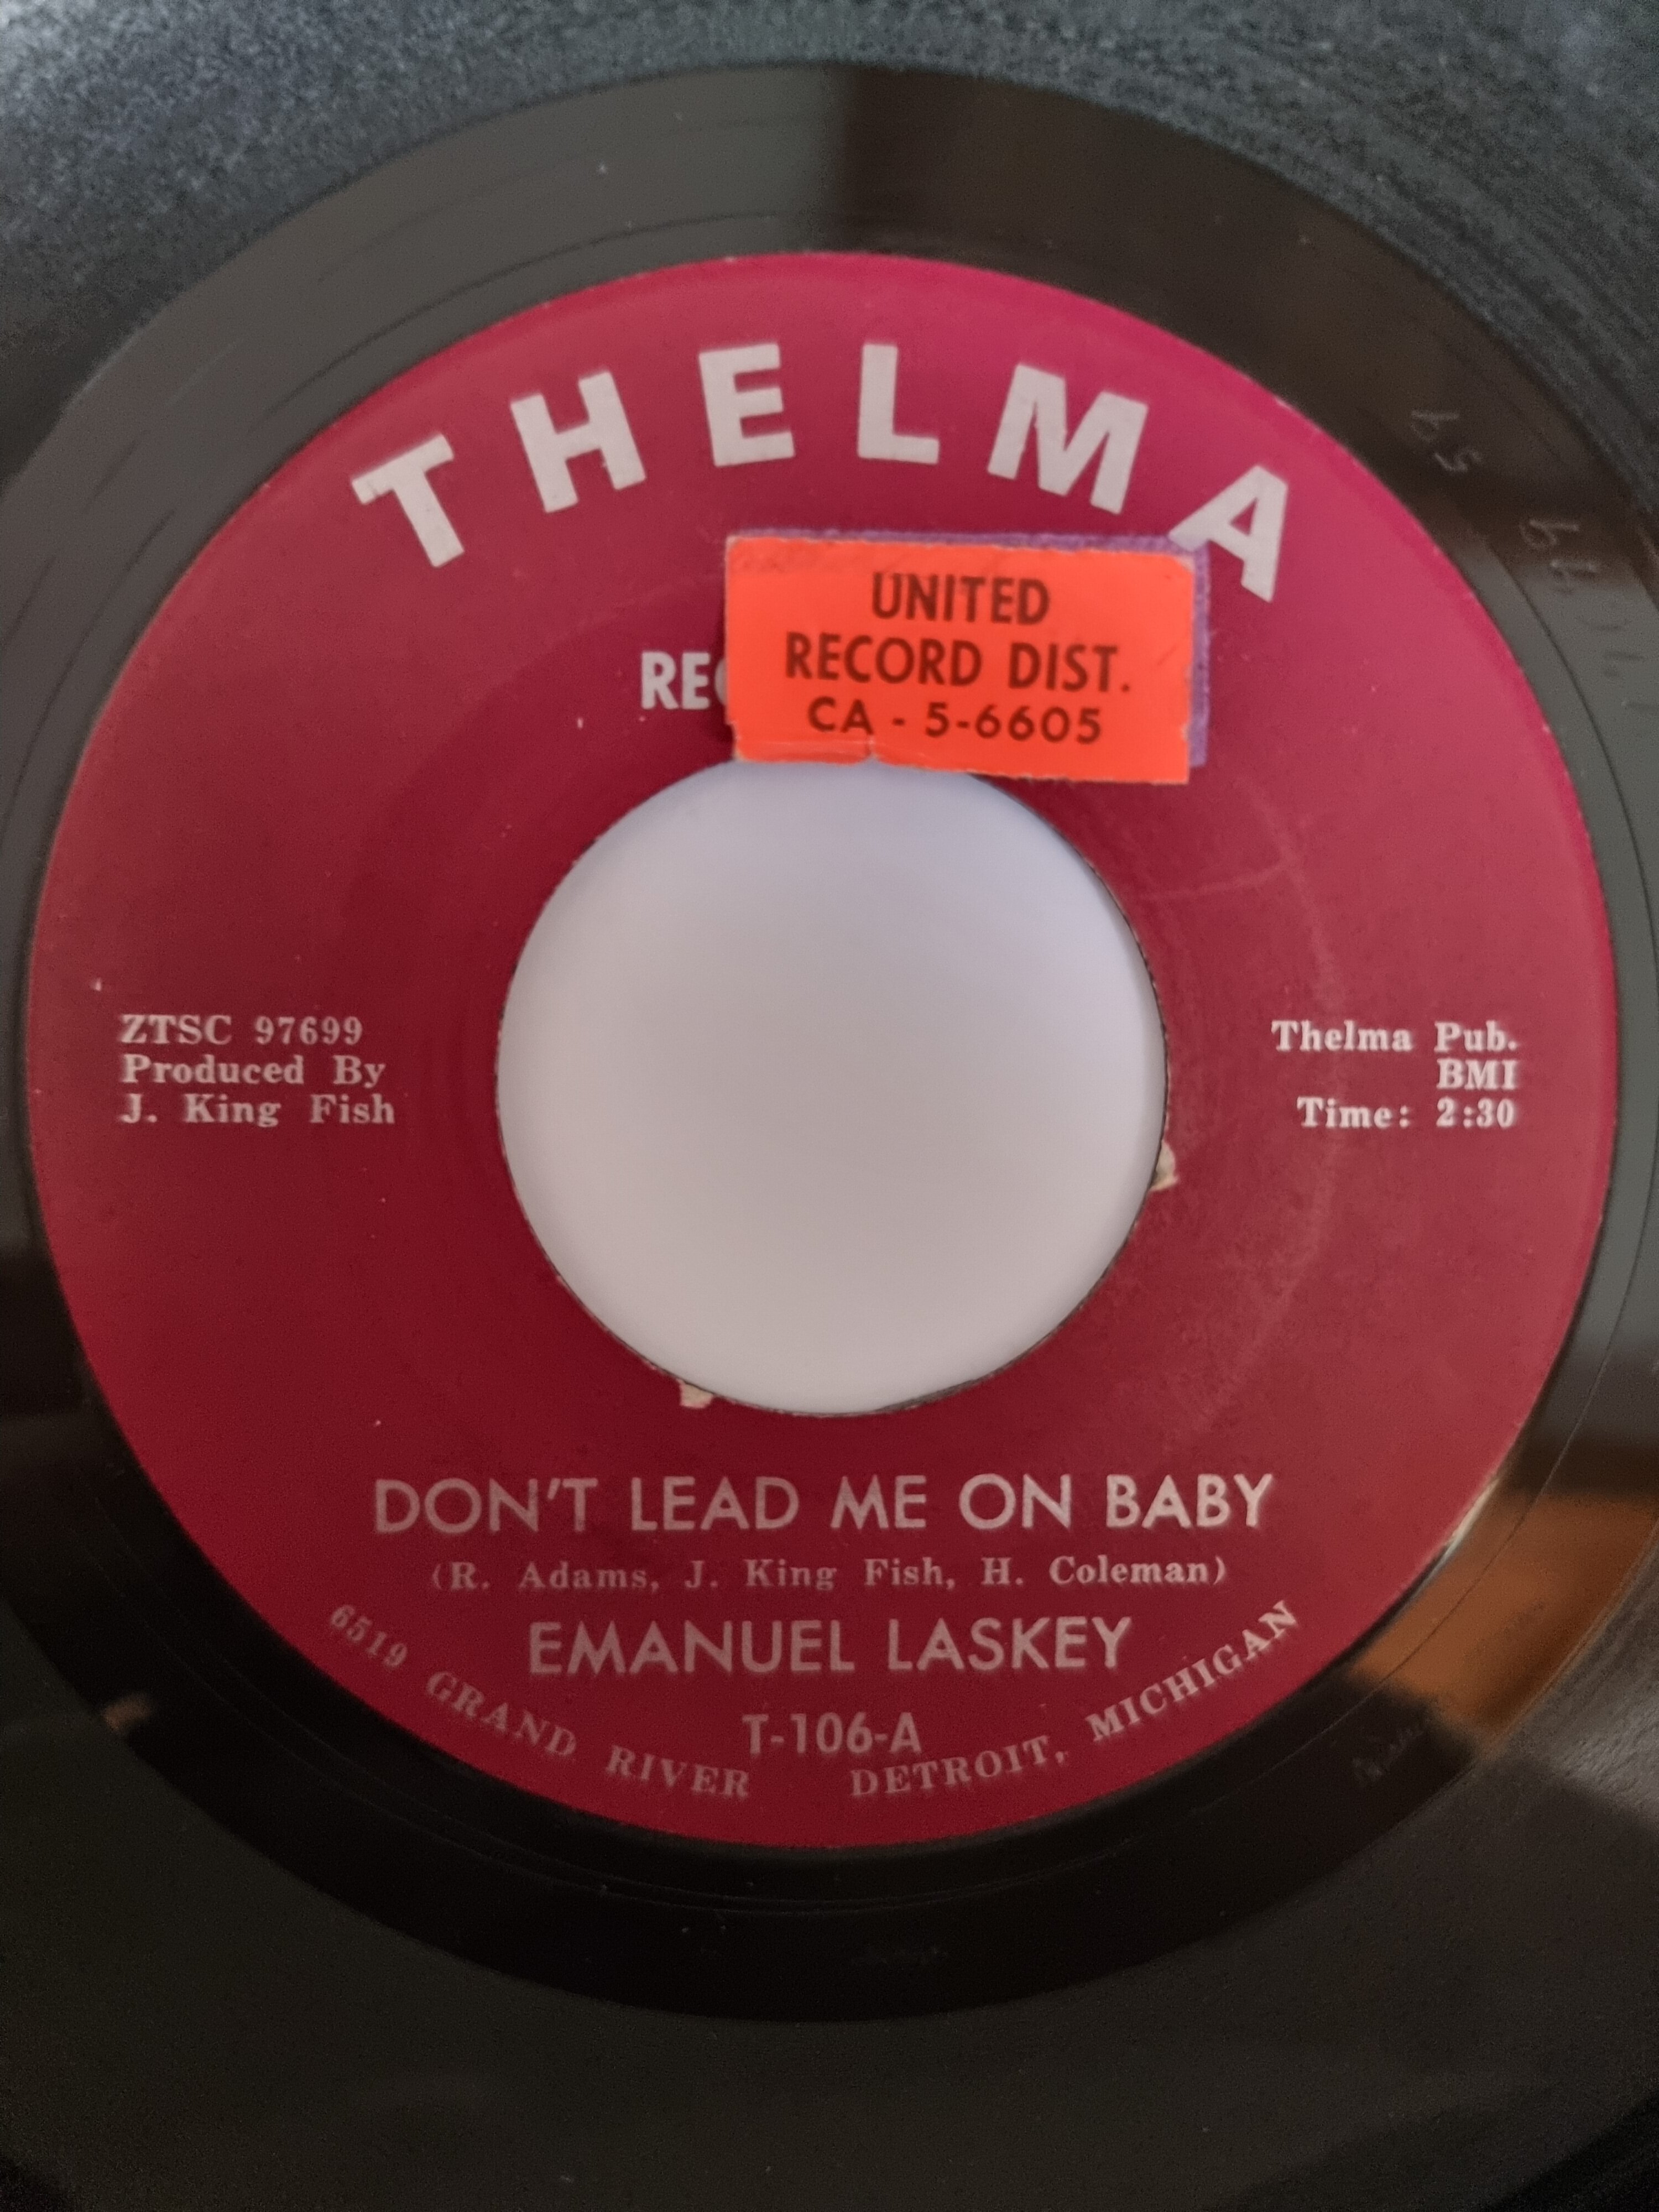 THELMA
UNITED
RECORD DIST.
CA - 5-6605
ZTSC 97699
Produced By
J. King Fish
Thelma Pub.
BMI
Time: 2:30
DON'T LEAD ME ON BABY
(R. Adams, J. King Fish, H. Coleman)
EMANUEL LASKEY
T-106-A
6519 GRAND RIVER DETROIT, MICHIGAN